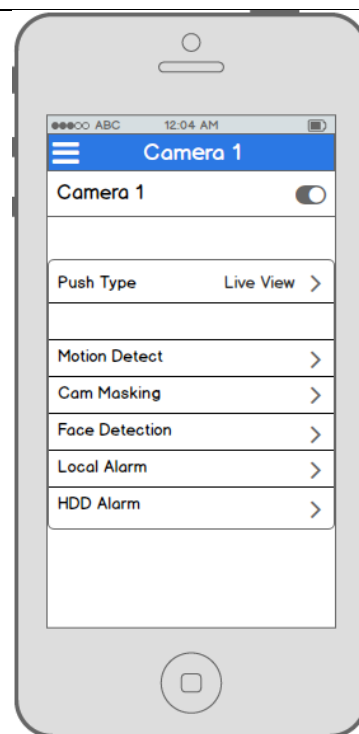 ABC 12:04 AM
Camera 1
Camera 1
Push Type Live View >
Motion Detect >
Cam Masking >
Face Detection >
Local Alarm >
HDD Alarm >